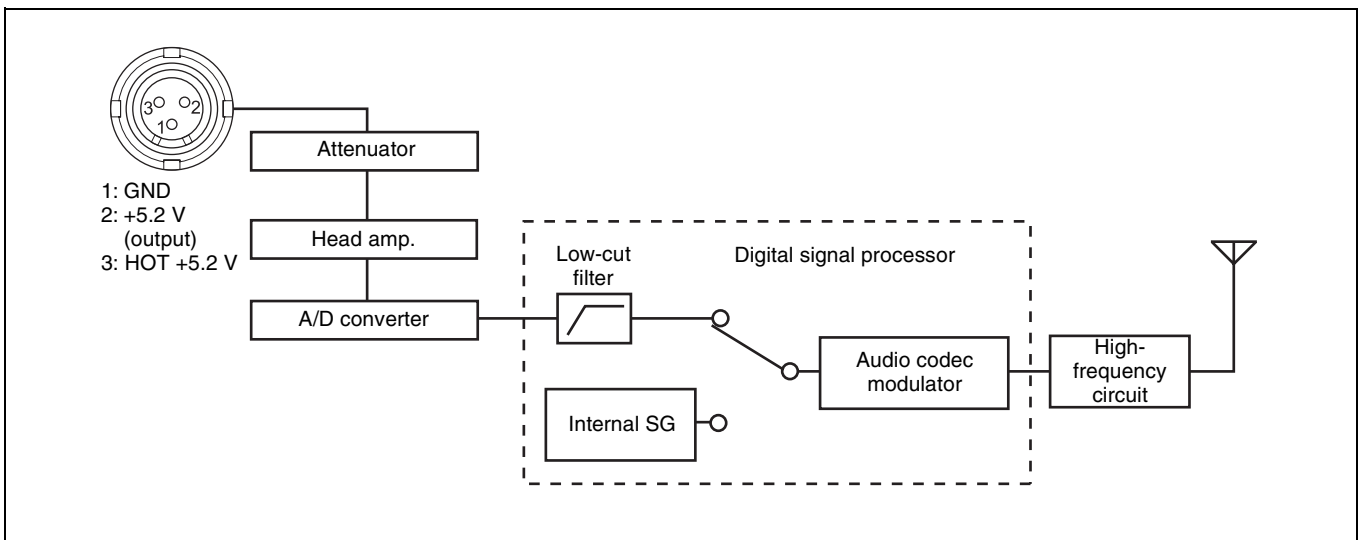 3 2
1
1: GND
2: +5.2 V
(output)
3: HOT +5.2 V
Attenuator
Head amp.
A/D converter
Low-cut
filter
Digital signal processor
Internal SG
Audio codec
modulator
High-
frequency
circuit